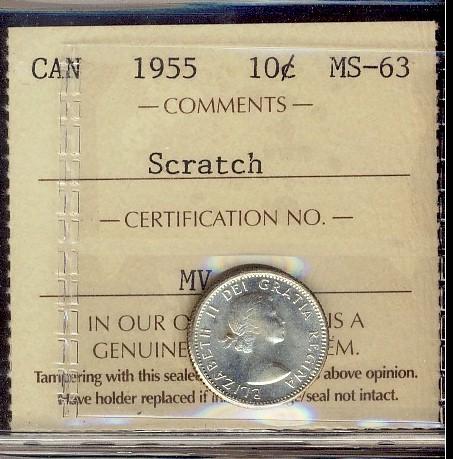 CAN 1955 10¢ MS-63
— COMMENTS —
Scratch
— CERTIFICATION NO. —
MV
IN OUR IS A
GENUINE
Tampering with this above opinion.
Have holder replaced if seal not intact.
ELIZABETH II DEI GRATIA REGINA